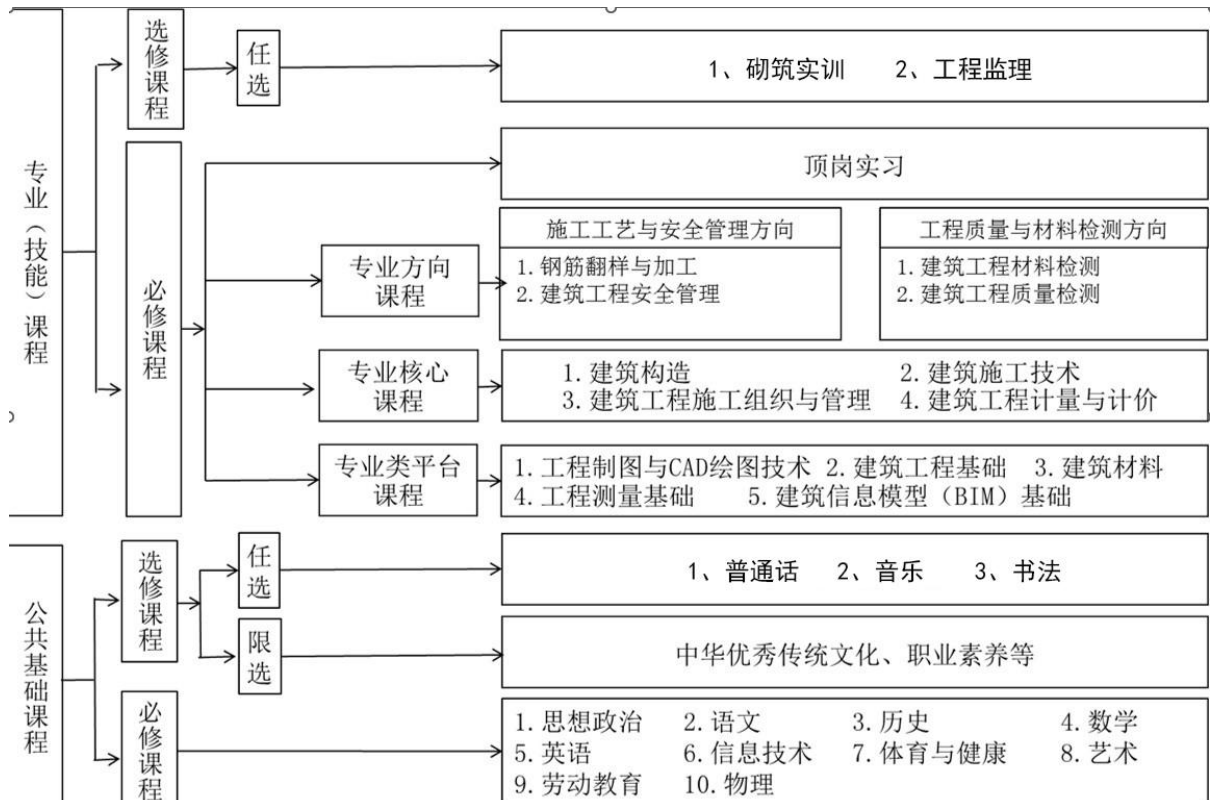 专业（技能）课程
选修课程
任选
1、砌筑实训 2、工程监理
必修课程
顶岗实习
专业方向
课程
施工工艺与安全管理方向
1.钢筋翻样与加工
2.建筑工程安全管理
工程质量与材料检测方向
1.建筑工程材料检测
2.建筑工程质量检测
专业核心
课程
1.建筑构造 2.建筑施工技术
3.建筑工程施工组织与管理 4.建筑工程计量与计价
专业类平台
课程
1.工程制图与CAD绘图技术 2.建筑工程基础 3.建筑材料
4.工程测量基础 5.建筑信息模型（BIM）基础
公共基础课程
选修课程
任选
1、普通话 2、音乐 3、书法
限选
中华优秀传统文化、职业素养等
必修课程
1.思想政治 2.语文 3.历史 4.数学
5.英语 6.信息技术 7.体育与健康 8.艺术
9.劳动教育 10.物理